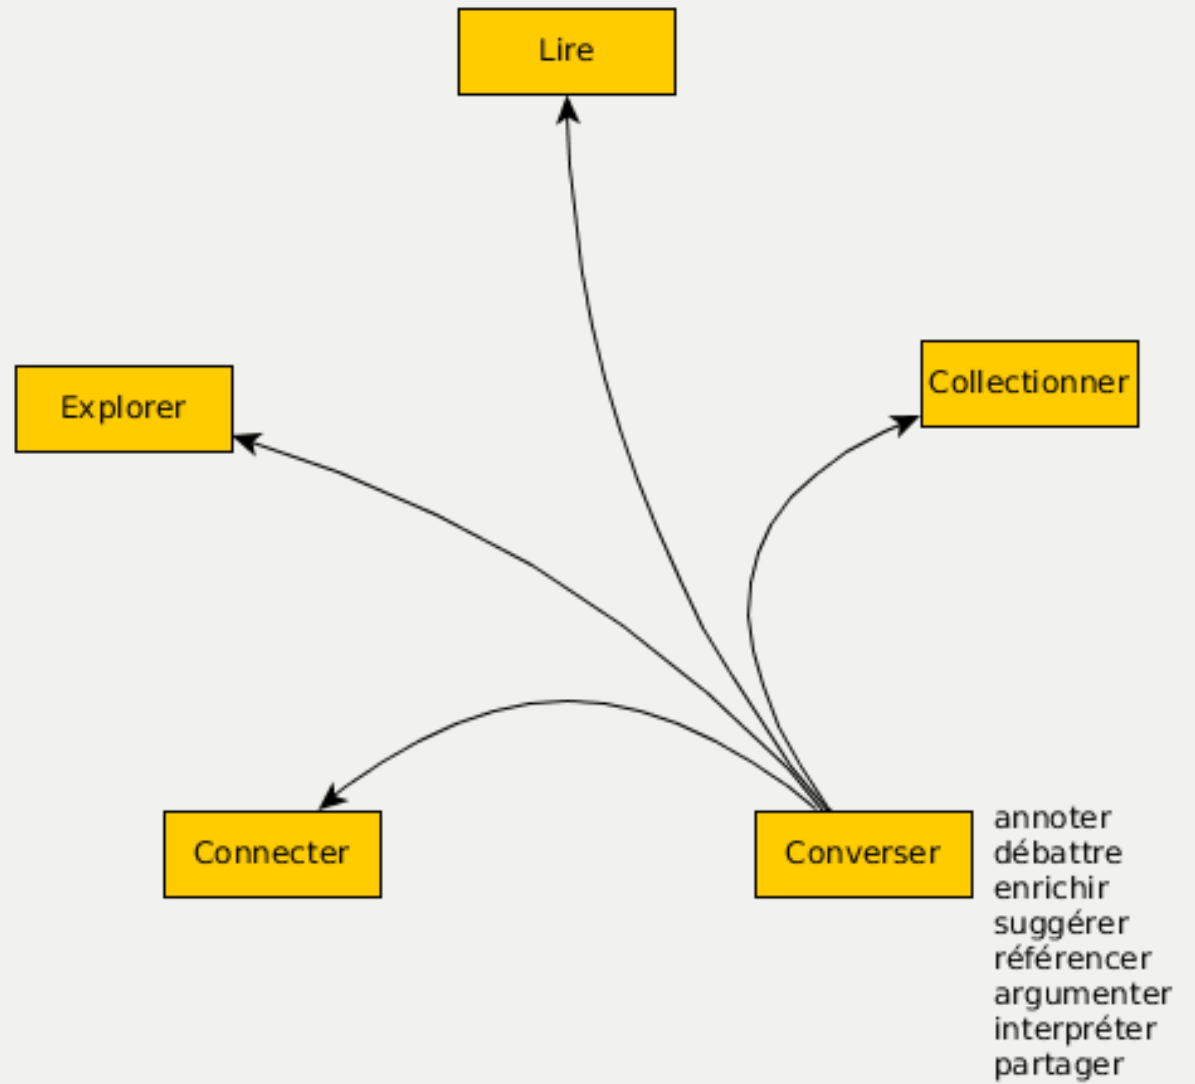 Lire
Collectionner
Explorer
Connecter
Converser
annoter
débattre
enrichir
suggérer
référencer
argumenter
interpréter
partager